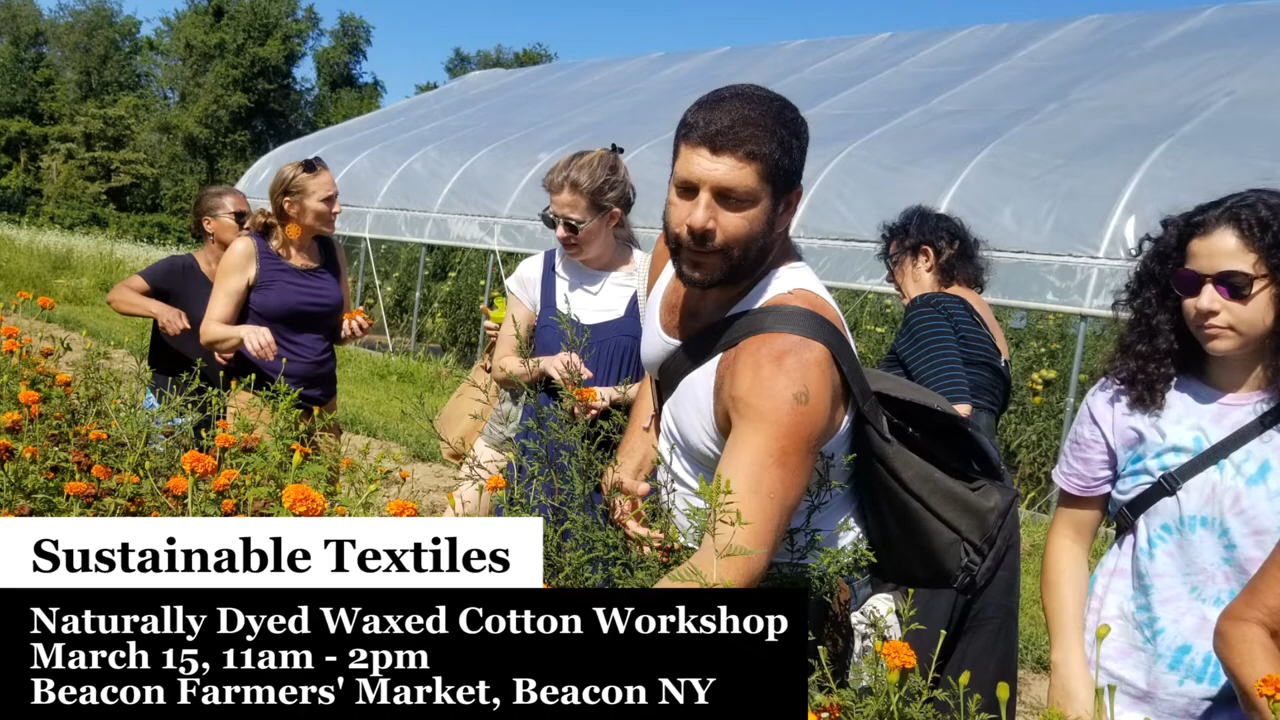 Sustainable Textiles
Naturally Dyed Waxed Cotton Workshop
March 15, 11am - 2pm
Beacon Farmers' Market, Beacon NY